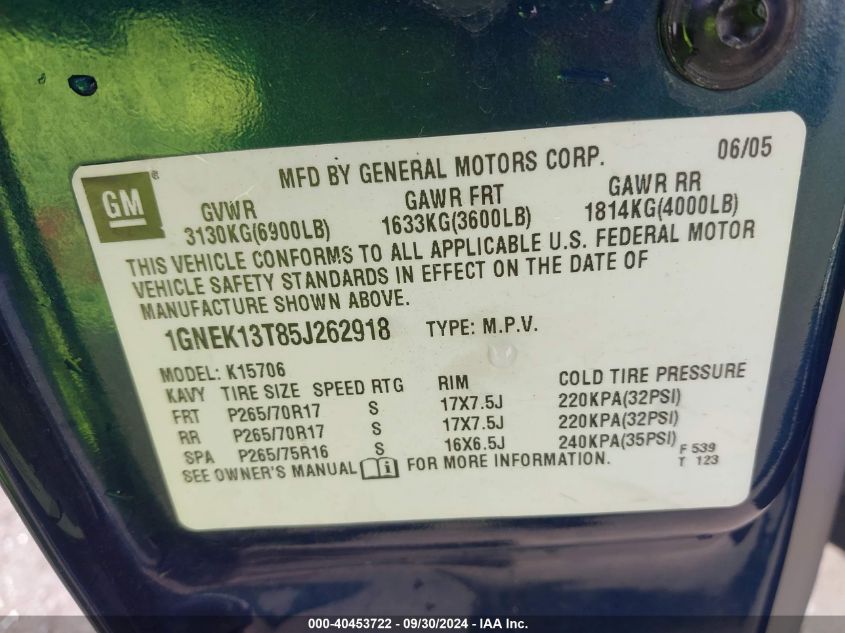 GM ®
MFD BY GENERAL MOTORS CORP. 06/05
GVWR GAWR FRT GAWR RR
3130KG(6900LB) 1633KG(3600LB) 1814KG(4000LB)
THIS VEHICLE CONFORMS TO ALL APPLICABLE U.S. FEDERAL MOTOR
VEHICLE SAFETY STANDARDS IN EFFECT ON THE DATE OF
MANUFACTURE SHOWN ABOVE.
1GNEK13T85J262918 TYPE: M.P.V.
MODEL: K15706
KAVY TIRE SIZE SPEED RTG RIM COLD TIRE PRESSURE
FRT P265/70R17 S 17X7.5J 220KPA(32PSI)
RR P265/70R17 S 17X7.5J 220KPA(32PSI)
SPA P265/75R16 S 16X6.5J 240KPA(35PSI) F 539
SEE OWNER'S MANUAL i FOR MORE INFORMATION. T 123
000-40453722 - 09/30/2024 - IAA Inc.